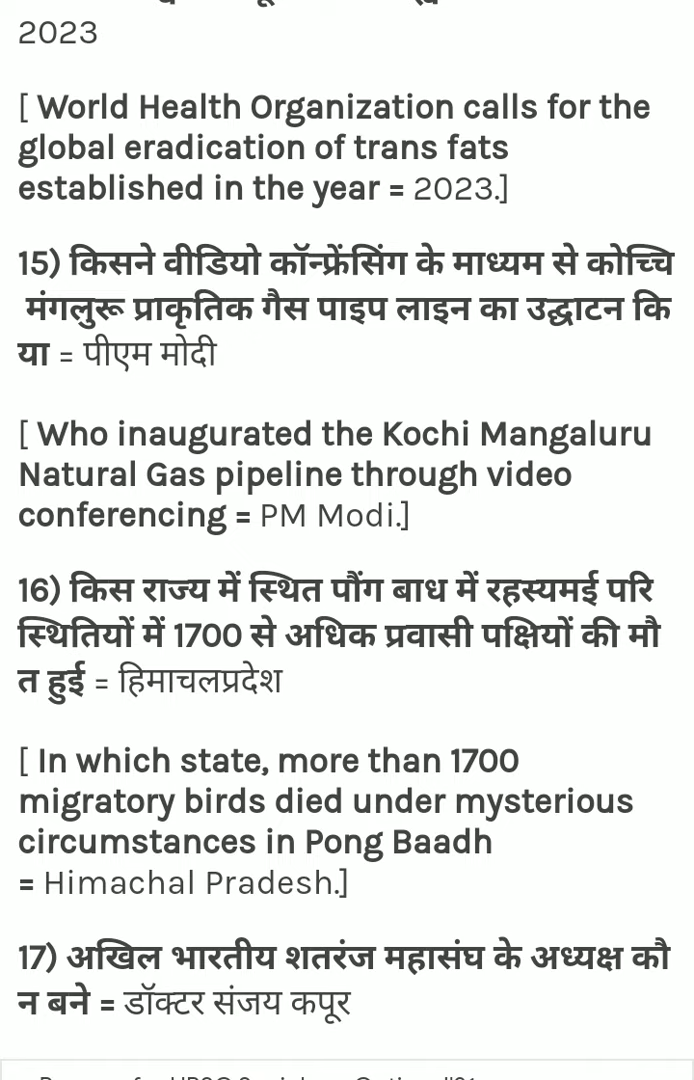 2023
[ World Health Organization calls for the
global eradication of trans fats
established in the year = 2023.]
15) किसने वीडियो कॉन्फ्रेंसिंग के माध्यम से कोच्चि
मंगलुरू प्राकृतिक गैस पाइप लाइन का उद्घाटन कि
या = पीएम मोदी
[ Who inaugurated the Kochi Mangaluru
Natural Gas pipeline through video
conferencing = PM Modi.]
16) किस राज्य में स्थित पौंग बाध में रहस्यमई परि
स्थितियों में 1700 से अधिक प्रवासी पक्षियों की मौ
त हुई = हिमाचलप्रदेश
[ In which state, more than 1700
migratory birds died under mysterious
circumstances in Pong Baadh
= Himachal Pradesh.]
17) अखिल भारतीय शतरंज महासंघ के अध्यक्ष कौ
न बने = डॉक्टर संजय कपूर